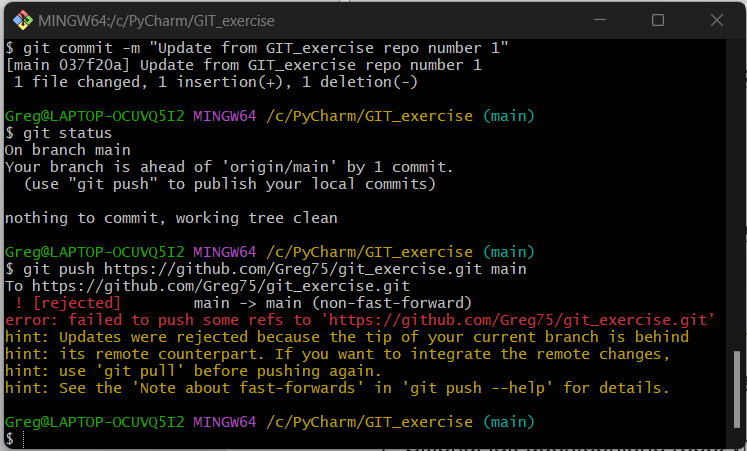 MINGW64:/c/PyCharm/GIT_exercise
$ git commit -m "Update from GIT_exercise repo number 1"
[main 037f20a] Update from GIT_exercise repo number 1
 1 file changed, 1 insertion(+), 1 deletion(-)

Greg@LAPTOP-OCUVQ5I2 MINGW64 /c/PyCharm/GIT_exercise (main)
$ git status
On branch main
Your branch is ahead of 'origin/main' by 1 commit.
  (use "git push" to publish your local commits)

nothing to commit, working tree clean

Greg@LAPTOP-OCUVQ5I2 MINGW64 /c/PyCharm/GIT_exercise (main)
$ git push https://github.com/Greg75/git_exercise.git main
To https://github.com/Greg75/git_exercise.git
 ! [rejected]        main -> main (non-fast-forward)
error: failed to push some refs to 'https://github.com/Greg75/git_exercise.git'
hint: Updates were rejected because the tip of your current branch is behind
hint: its remote counterpart. If you want to integrate the remote changes,
hint: use 'git pull' before pushing again.
hint: See the 'Note about fast-forwards' in 'git push --help' for details.

Greg@LAPTOP-OCUVQ5I2 MINGW64 /c/PyCharm/GIT_exercise (main)
$